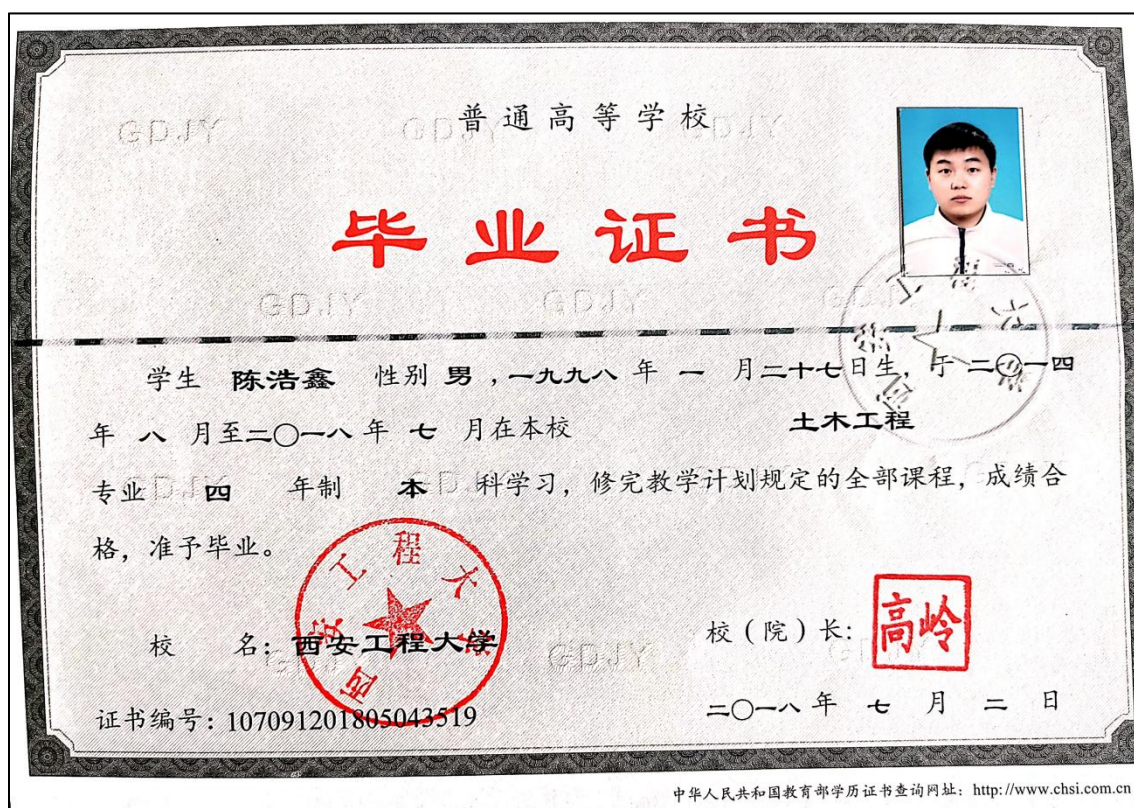 普通高等学校
毕业证书
学生 陈浩鑫 性别 男，一九九八 年 一 月二十七日生，于 二〇一四
年 八 月至二〇一八 年 七 月在本校 土木工程
专业 四 年制 本 科学习，修完教学计划规定的全部课程，成绩合
格，准予毕业。
西安工程大学
校 名：西安工程大学
校（院）长：高岭
证书编号：107091201805043519
二〇一八 年 七 月 二 日
中华人民共和国教育部学历证书查询网址：http://www.chsi.com.cn